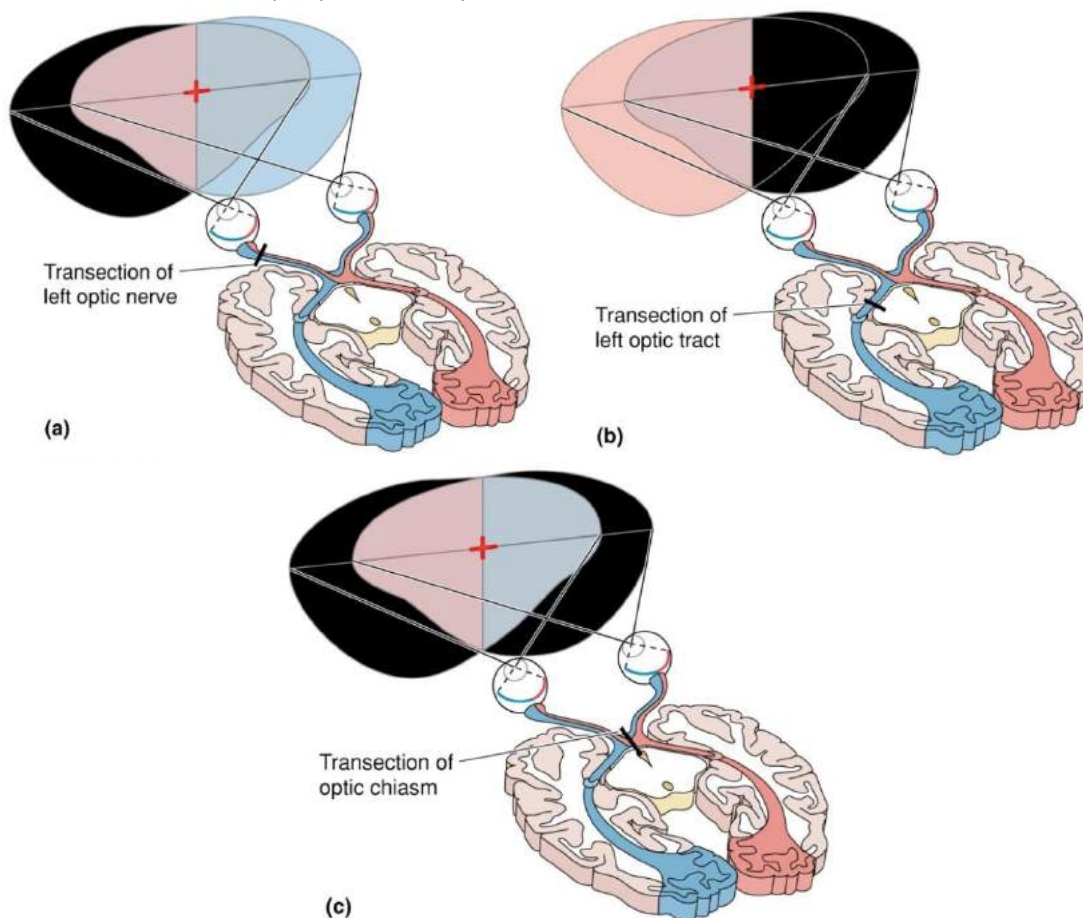 Transection of
left optic nerve
(a)
Transection of
left optic tract
(b)
Transection of
optic chiasm
(c)